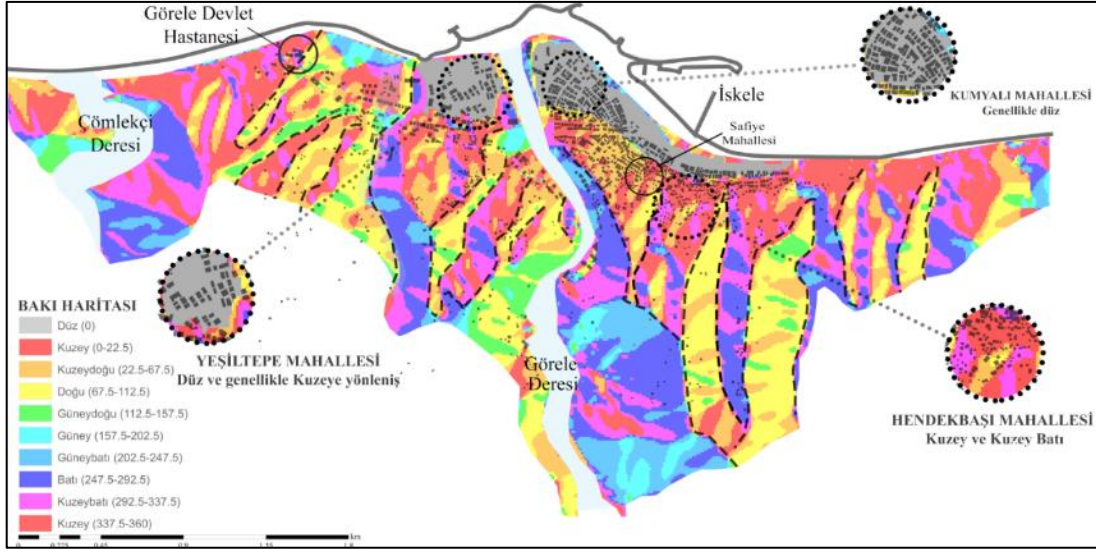 Görele Devlet
Hastanesi
Çömlekçi
Deresi
İskele
Safiye
Mahallesi
KUMYALI MAHALLESİ
Genellikle düz
YEŞİLTEPE MAHALLESİ
Düz ve genellikle Kuzeye yönleniş
Görele
Deresi
HENDEKBAŞI MAHALLESİ
Kuzey ve Kuzey Batı
BAKI HARİTASI
Düz (0)
Kuzey (0-22.5)
Kuzeydoğu (22.5-67.5)
Doğu (67.5-112.5)
Güneydoğu (112.5-157.5)
Güney (157.5-202.5)
Güneybatı (202.5-247.5)
Batı (247.5-292.5)
Kuzeybatı (292.5-337.5)
Kuzey (337.5-360)
km